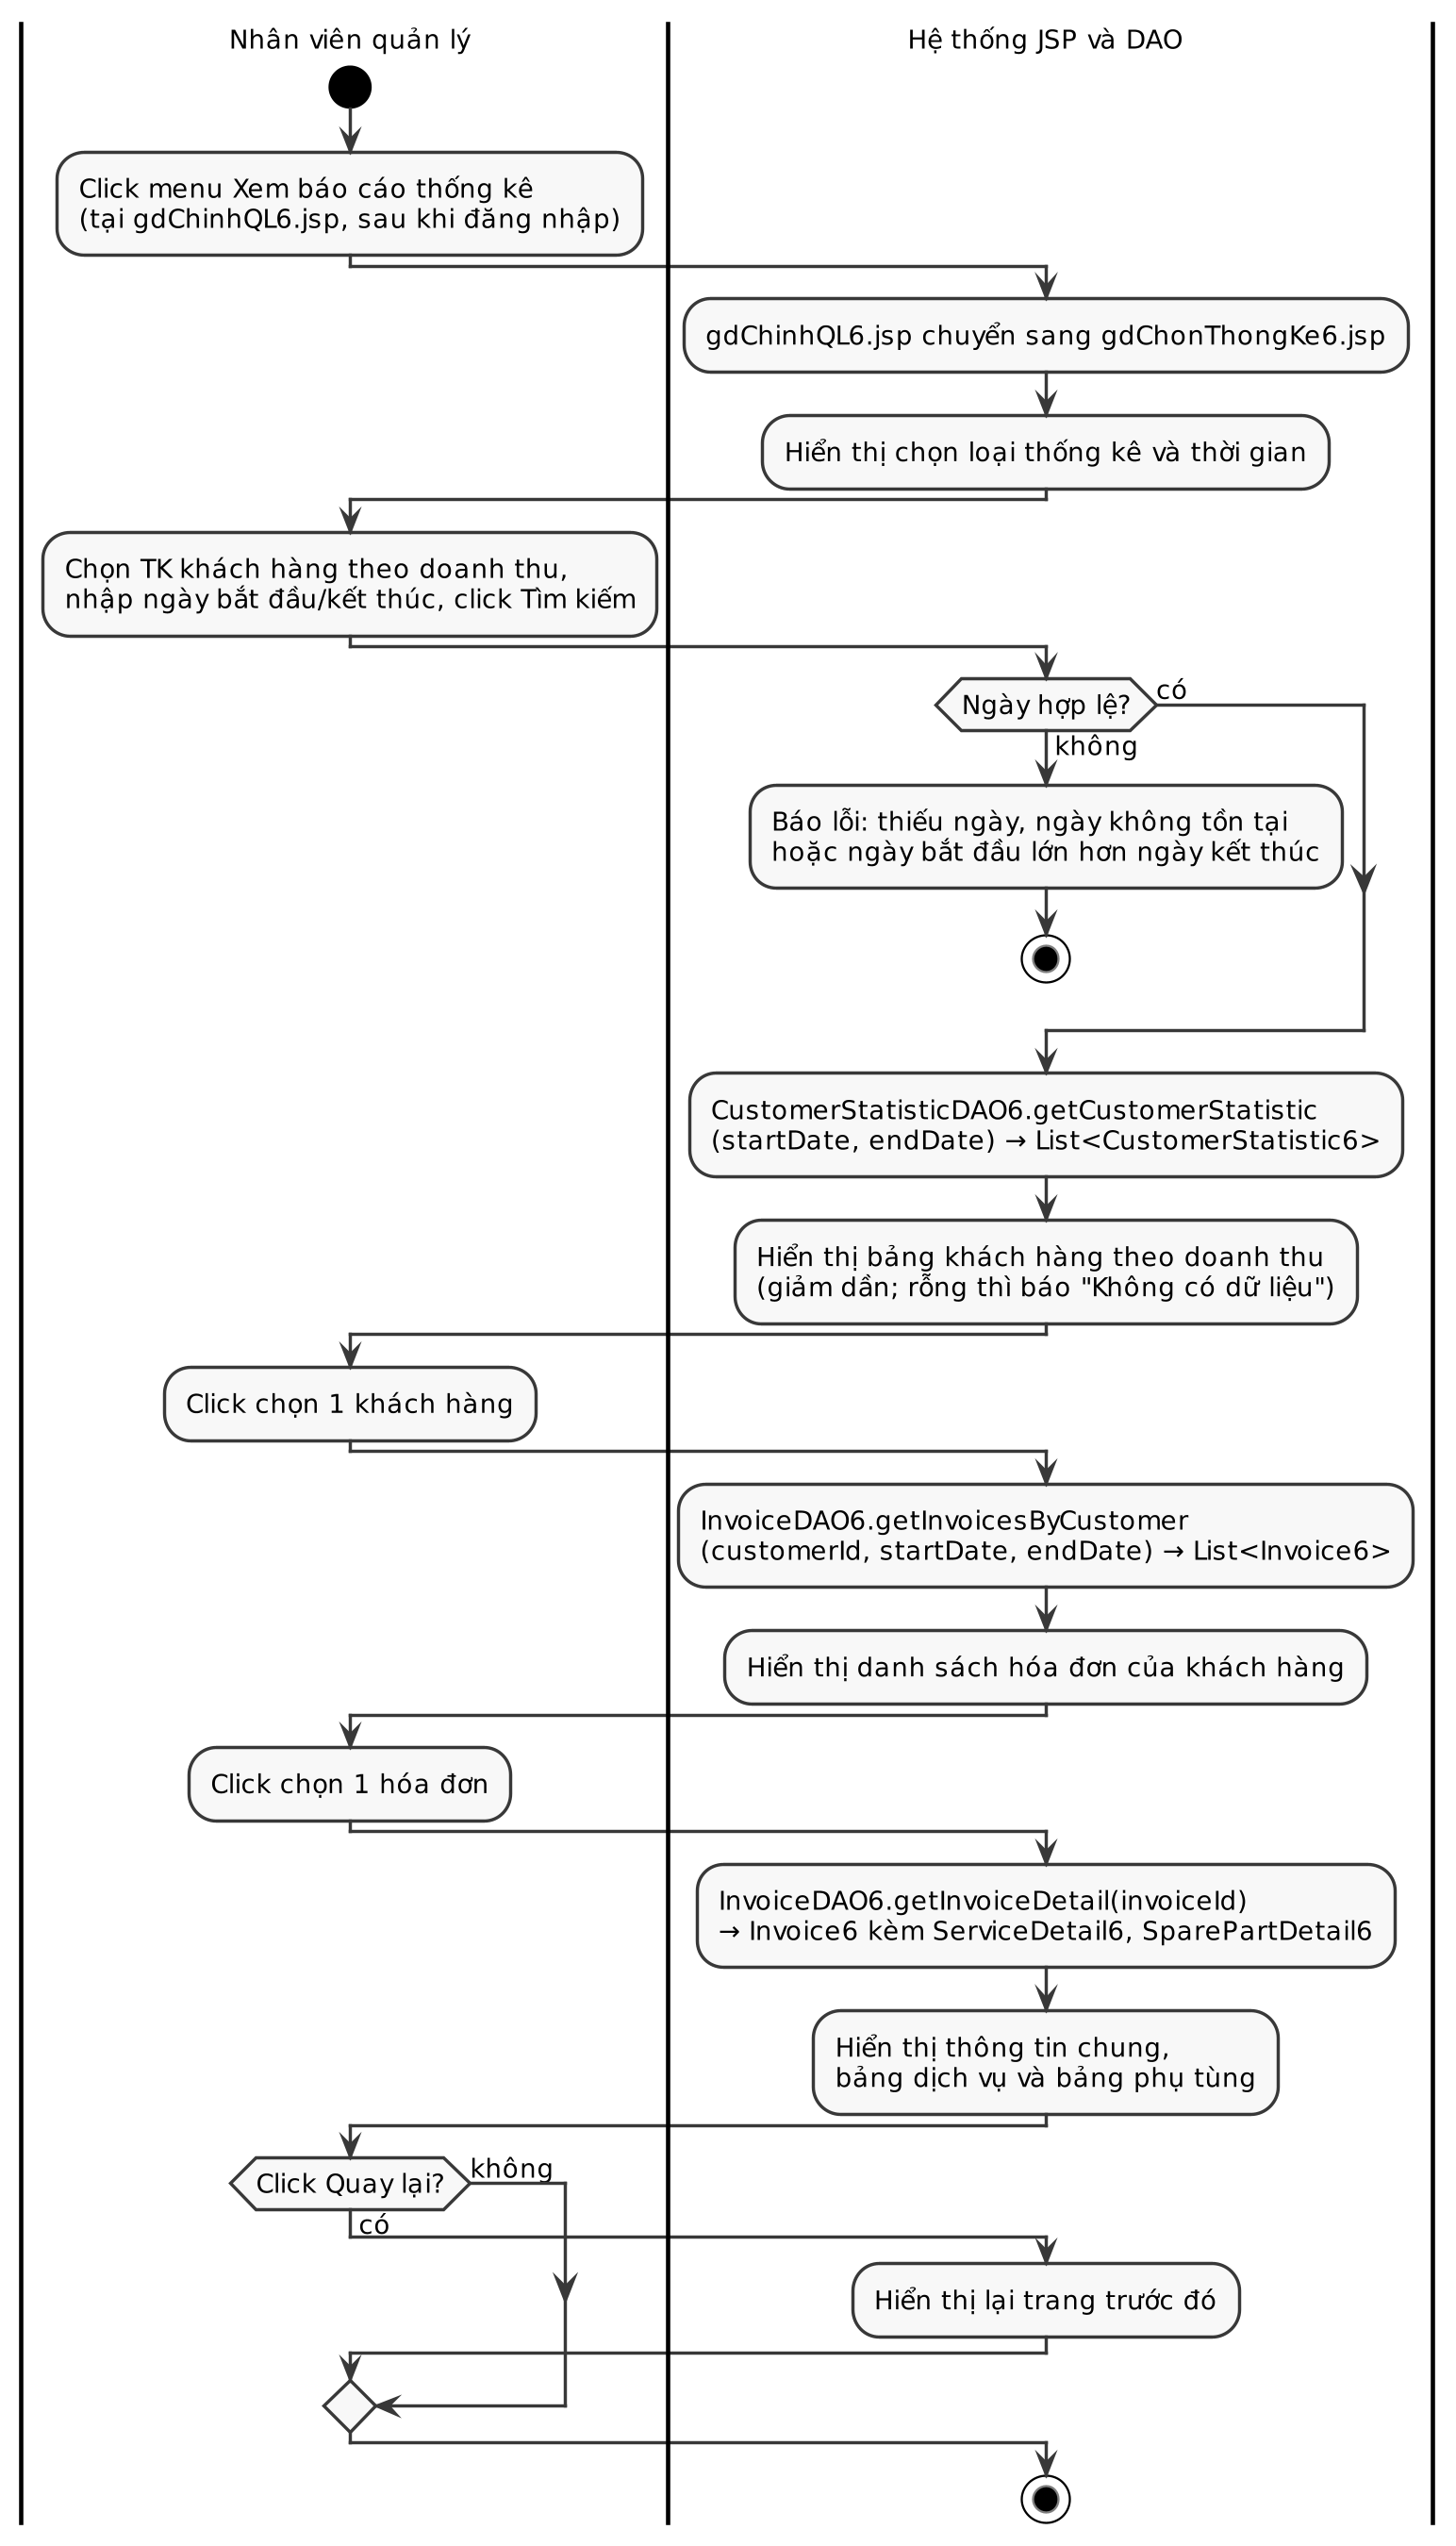 Nhân viên quản lý
Hệ thống JSP và DAO
Click menu Xem báo cáo thống kê
(tại gdChinhQL6.jsp, sau khi đăng nhập)
gdChinhQL6.jsp chuyển sang gdChonThongKe6.jsp
Hiển thị chọn loại thống kê và thời gian
Chọn TK khách hàng theo doanh thu,
nhập ngày bắt đầu/kết thúc, click Tìm kiếm
Ngày hợp lệ?
có
không
Báo lỗi: thiếu ngày, ngày không tồn tại
hoặc ngày bắt đầu lớn hơn ngày kết thúc
CustomerStatisticDAO6.getCustomerStatistic
(startDate, endDate) → List<CustomerStatistic6>
Hiển thị bảng khách hàng theo doanh thu
(giảm dần; rỗng thì báo "Không có dữ liệu")
Click chọn 1 khách hàng
InvoiceDAO6.getInvoicesByCustomer
(customerId, startDate, endDate) → List<Invoice6>
Hiển thị danh sách hóa đơn của khách hàng
Click chọn 1 hóa đơn
InvoiceDAO6.getInvoiceDetail(invoiceId)
→ Invoice6 kèm ServiceDetail6, SparePartDetail6
Hiển thị thông tin chung,
bảng dịch vụ và bảng phụ tùng
Click Quay lại?
không
có
Hiển thị lại trang trước đó